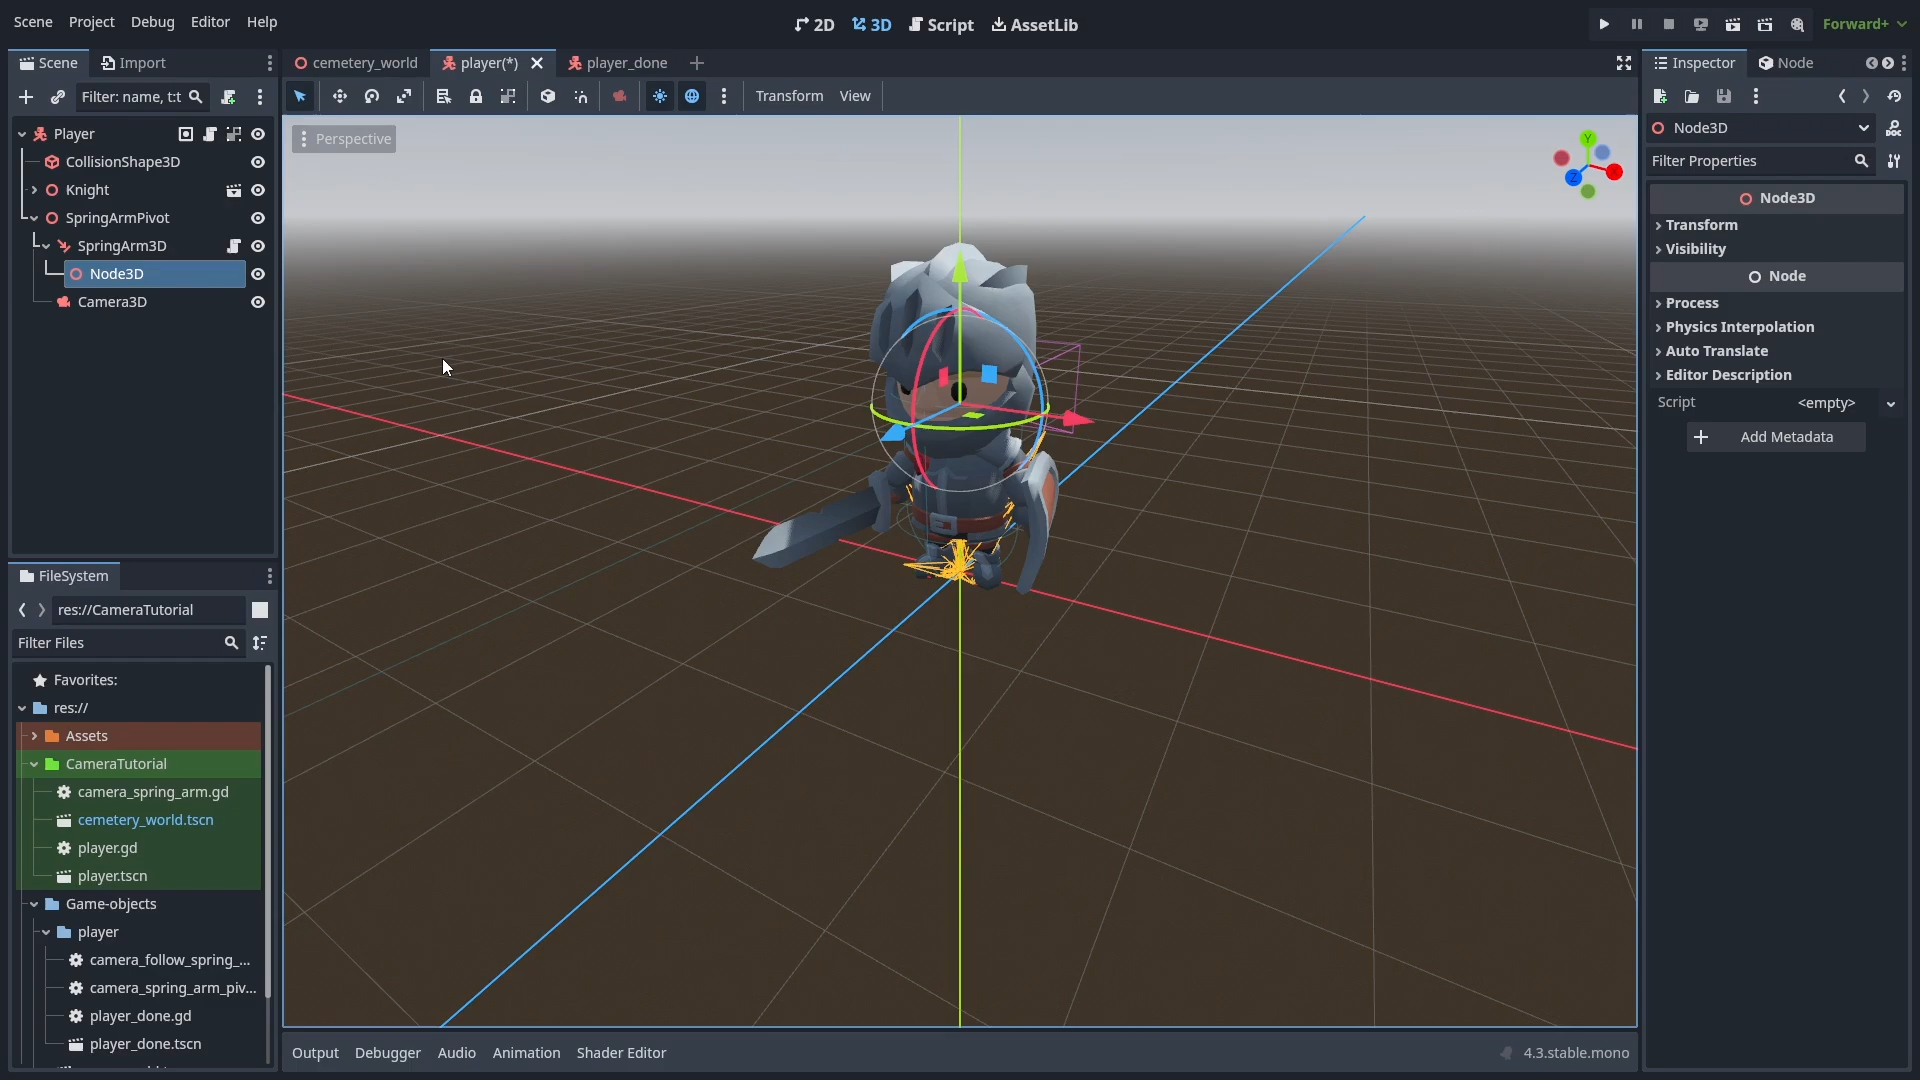 Scene Project Debug Editor Help
2D 3D Script AssetLib
Forward+
Scene Import
cemetery_world player(*) player_done
Inspector Node
Filter: name, t:t
Transform View
Player
CollisionShape3D
Knight
SpringArmPivot
SpringArm3D
Node3D
Camera3D
Perspective
Y
X
Z
Node3D
DOC
Filter Properties
Node3D
Transform
Visibility
Node
Process
Physics Interpolation
Auto Translate
Editor Description
Script <empty>
Add Metadata
FileSystem
res://CameraTutorial
Filter Files
Favorites:
res://
Assets
CameraTutorial
camera_spring_arm.gd
cemetery_world.tscn
player.gd
player.tscn
Game-objects
player
camera_follow_spring_...
camera_spring_arm_piv...
player_done.gd
player_done.tscn
Output Debugger Audio Animation Shader Editor
4.3.stable.mono